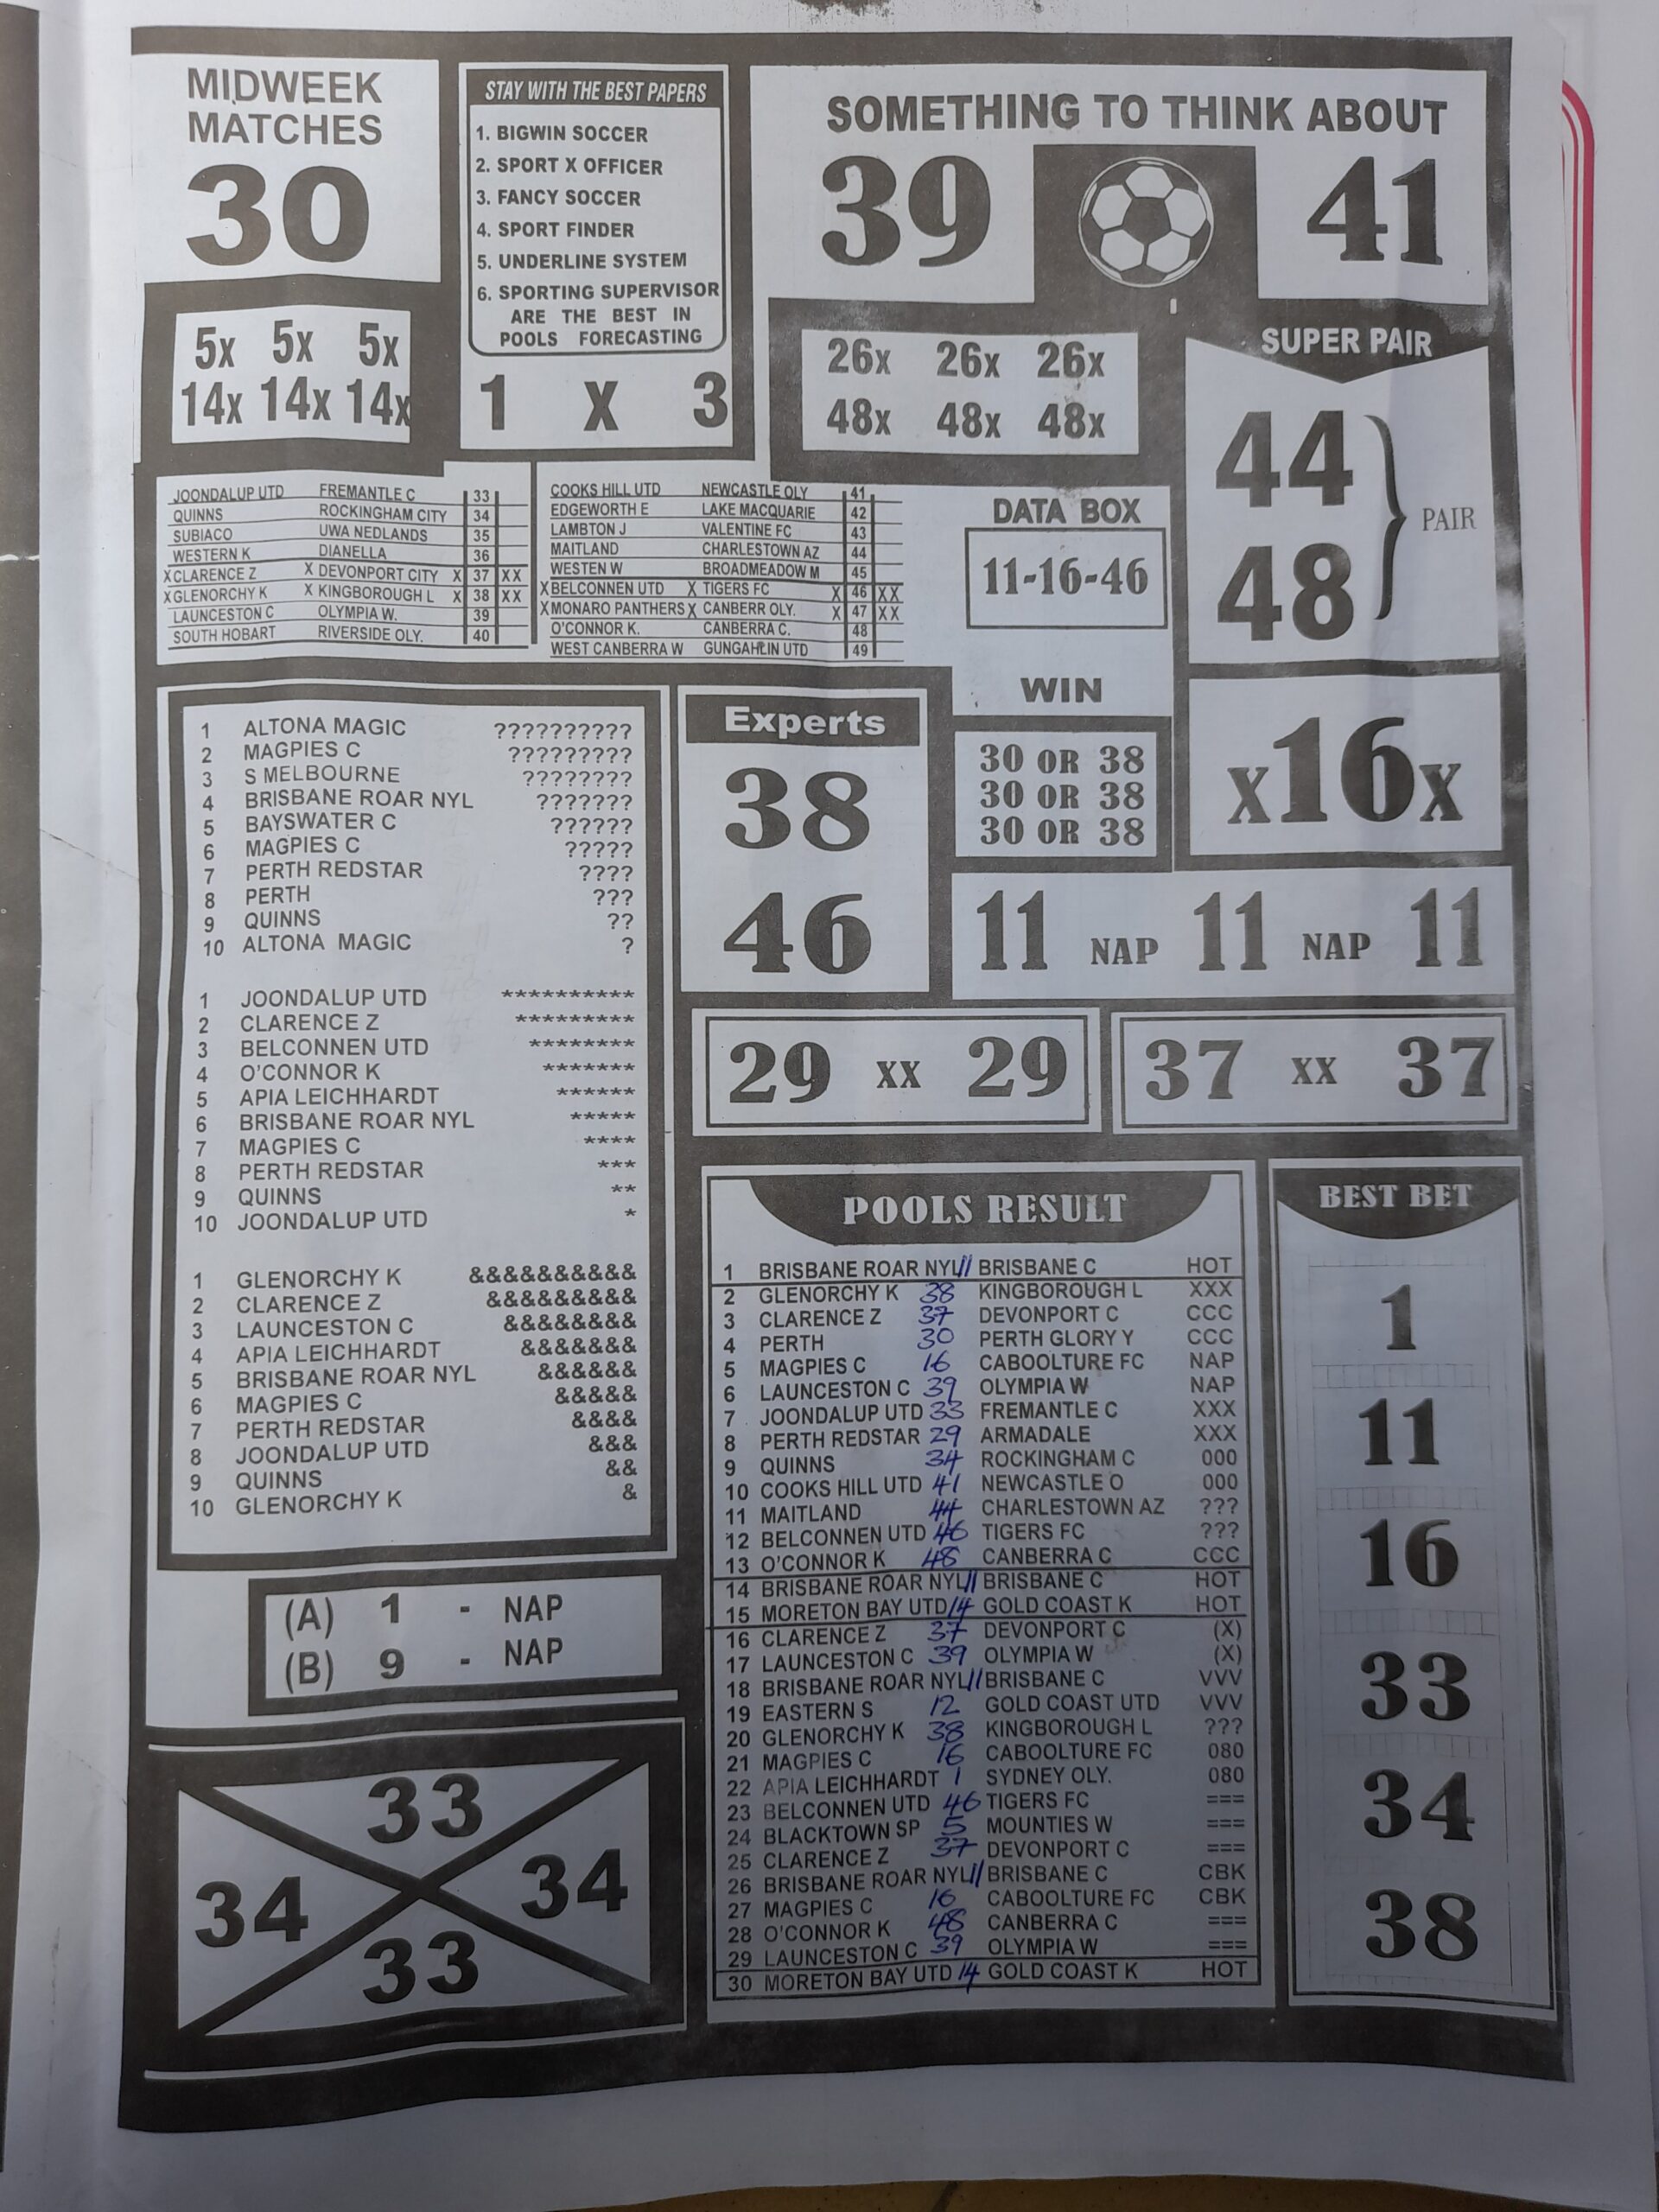 MIDWEEK
MATCHES
30
STAY WITH THE BEST PAPERS
1. BIGWIN SOCCER
2. SPORT X OFFICER
3. FANCY SOCCER
4. SPORT FINDER
5. UNDERLINE SYSTEM
6. SPORTING SUPERVISOR
ARE THE BEST IN
POOLS FORECASTING
1 X 3
SOMETHING TO THINK ABOUT
39 41
5x 5x 5x
14x 14x 14x
26x 26x 26x
48x 48x 48x
SUPER PAIR
44
48
PAIR
JOONDALUP UTD FREMANTLE C 33
QUINNS ROCKINGHAM CITY 34
SUBIACO UWA NEDLANDS 35
WESTERN K DIANELLA 36
X CLARENCE Z X DEVONPORT CITY X 37 XX
X GLENORCHY K X KINGBOROUGH L X 38 XX
LAUNCESTON C OLYMPIA W. 39
SOUTH HOBART RIVERSIDE OLY. 40
COOKS HILL UTD NEWCASTLE OLY 41
EDGEWORTH E LAKE MACQUARIE 42
LAMBTON J VALENTINE FC 43
MAITLAND CHARLESTOWN AZ 44
WESTEN W BROADMEADOW M 45
X BELCONNEN UTD X TIGERS FC X 46 XX
X MONARO PANTHERS X CANBERR OLY. X 47 XX
O'CONNOR K. CANBERRA C. 48
WEST CANBERRA W GUNGAHLIN UTD 49
DATA BOX
11-16-46
WIN
30 OR 38
30 OR 38
30 OR 38
X16X
1 ALTONA MAGIC ??????????
2 MAGPIES C ?????????
3 S MELBOURNE ????????
4 BRISBANE ROAR NYL ???????
5 BAYSWATER C ??????
6 MAGPIES C ?????
7 PERTH REDSTAR ????
8 PERTH ???
9 QUINNS ??
10 ALTONA MAGIC ?
1 JOONDALUP UTD **********
2 CLARENCE Z *********
3 BELCONNEN UTD ********
4 O'CONNOR K *******
5 APIA LEICHHARDT ******
6 BRISBANE ROAR NYL *****
7 MAGPIES C ****
8 PERTH REDSTAR ***
9 QUINNS **
10 JOONDALUP UTD *
1 GLENORCHY K &&&&&&&&&&
2 CLARENCE Z &&&&&&&&&
3 LAUNCESTON C &&&&&&&&
4 APIA LEICHHARDT &&&&&&&
5 BRISBANE ROAR NYL &&&&&&
6 MAGPIES C &&&&&
7 PERTH REDSTAR &&&&
8 JOONDALUP UTD &&&
9 QUINNS &&
10 GLENORCHY K &
Experts
38
46
11 NAP 11 NAP 11
29 XX 29
37 XX 37
(A) 1 - NAP
(B) 9 - NAP
33
34 34
33
POOLS RESULT
1 BRISBANE ROAR NYL 11 BRISBANE C HOT
2 GLENORCHY K 38 KINGBOROUGH L XXX
3 CLARENCE Z 37 DEVONPORT C CCC
4 PERTH 30 PERTH GLORY Y CCC
5 MAGPIES C 16 CABOOLTURE FC NAP
6 LAUNCESTON C 39 OLYMPIA W NAP
7 JOONDALUP UTD 33 FREMANTLE C XXX
8 PERTH REDSTAR 29 ARMADALE XXX
9 QUINNS 34 ROCKINGHAM C 000
10 COOKS HILL UTD 41 NEWCASTLE O 000
11 MAITLAND 44 CHARLESTOWN AZ ???
12 BELCONNEN UTD 46 TIGERS FC ???
13 O'CONNOR K 48 CANBERRA C CCC
14 BRISBANE ROAR NYL 11 BRISBANE C HOT
15 MORETON BAY UTD 14 GOLD COAST K HOT
16 CLARENCE Z 37 DEVONPORT C (X)
17 LAUNCESTON C 39 OLYMPIA W (X)
18 BRISBANE ROAR NYL 11 BRISBANE C VVV
19 EASTERN S 12 GOLD COAST UTD VVV
20 GLENORCHY K 38 KINGBOROUGH L ???
21 MAGPIES C 16 CABOOLTURE FC 080
22 APIA LEICHHARDT 1 SYDNEY OLY. 080
23 BELCONNEN UTD 46 TIGERS FC ===
24 BLACKTOWN SP 5 MOUNTIES W ===
25 CLARENCE Z 37 DEVONPORT C ===
26 BRISBANE ROAR NYL 11 BRISBANE C CBK
27 MAGPIES C 16 CABOOLTURE FC CBK
28 O'CONNOR K 48 CANBERRA C ===
29 LAUNCESTON C 39 OLYMPIA W ===
30 MORETON BAY UTD 14 GOLD COAST K HOT
BEST BET
1
11
16
33
34
38